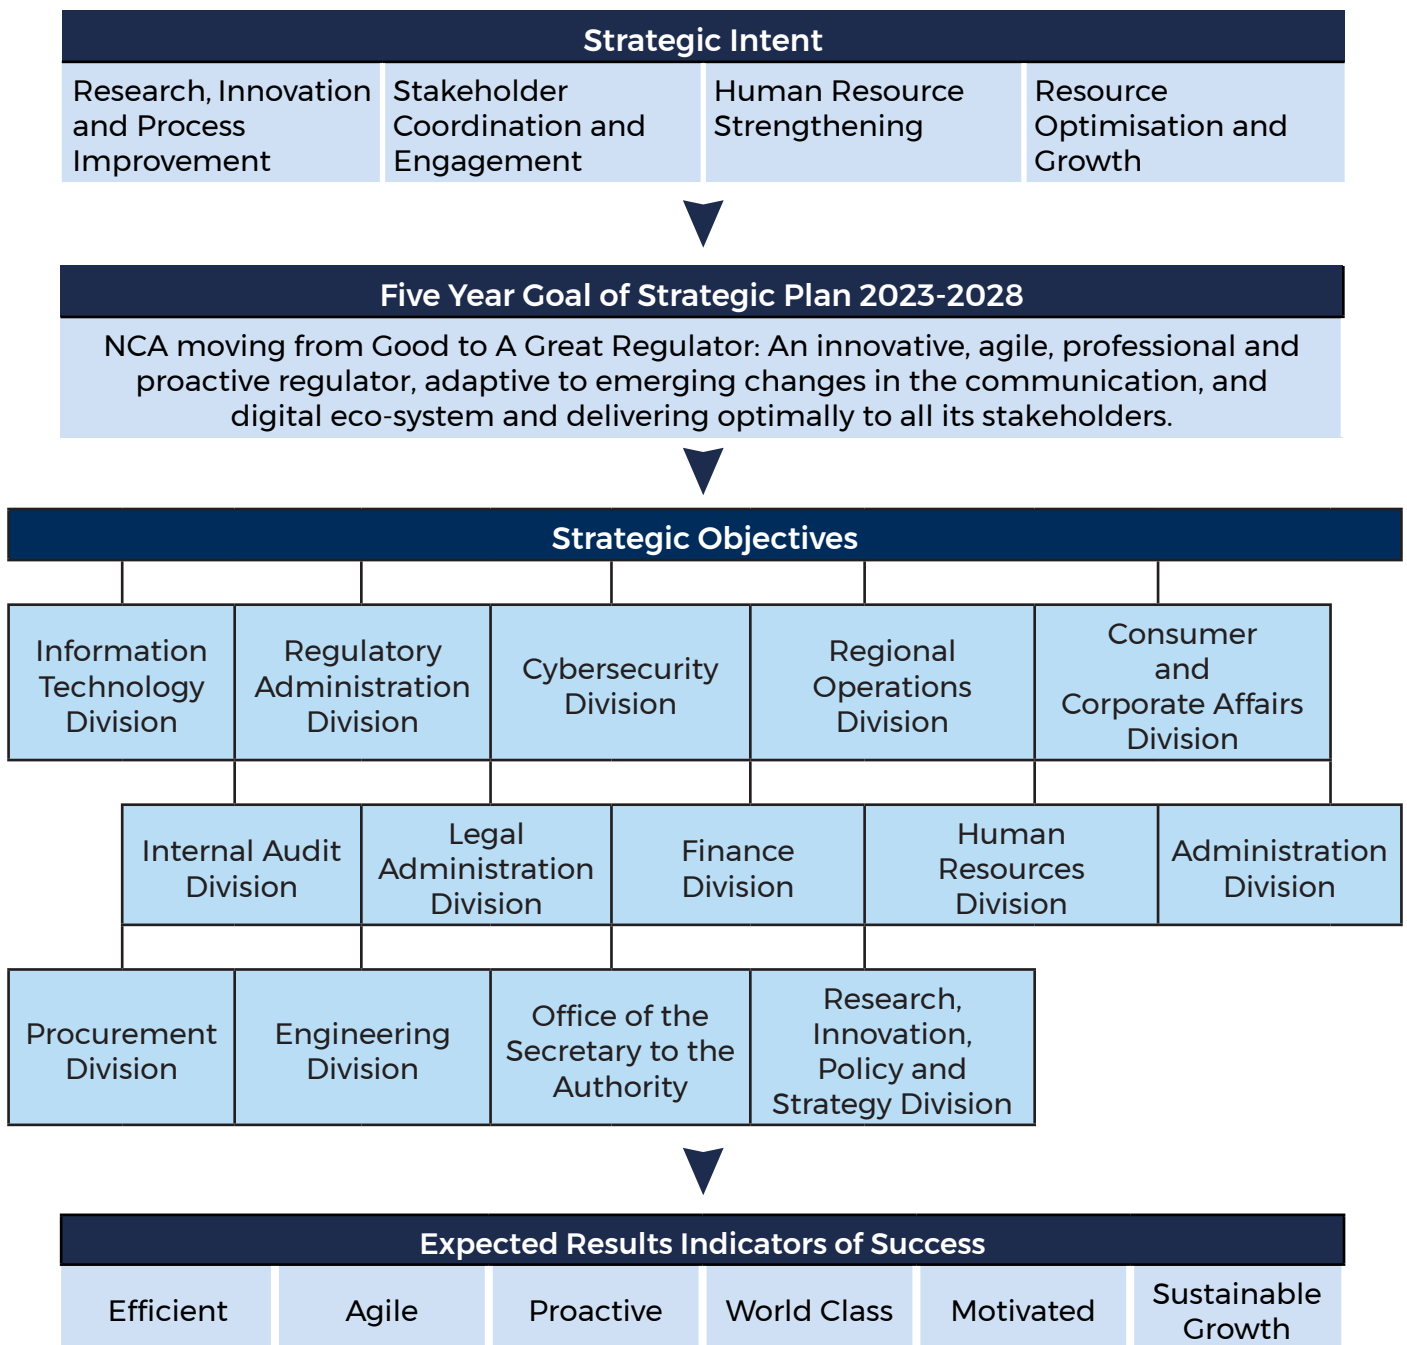 Strategic Intent
Research, Innovation
and Process
Improvement
Stakeholder
Coordination and
Engagement
Human Resource
Strengthening
Resource
Optimisation and
Growth
Five Year Goal of Strategic Plan 2023-2028
NCA moving from Good to A Great Regulator: An innovative, agile, professional and
proactive regulator, adaptive to emerging changes in the communication, and
digital eco-system and delivering optimally to all its stakeholders.
Strategic Objectives
Information
Technology
Division
Regulatory
Administration
Division
Cybersecurity
Division
Regional
Operations
Division
Consumer
and
Corporate Affairs
Division
Internal Audit
Division
Legal
Administration
Division
Finance
Division
Human
Resources
Division
Administration
Division
Procurement
Division
Engineering
Division
Office of the
Secretary to the
Authority
Research,
Innovation,
Policy and
Strategy Division
Expected Results Indicators of Success
Efficient
Agile
Proactive
World Class
Motivated
Sustainable
Growth